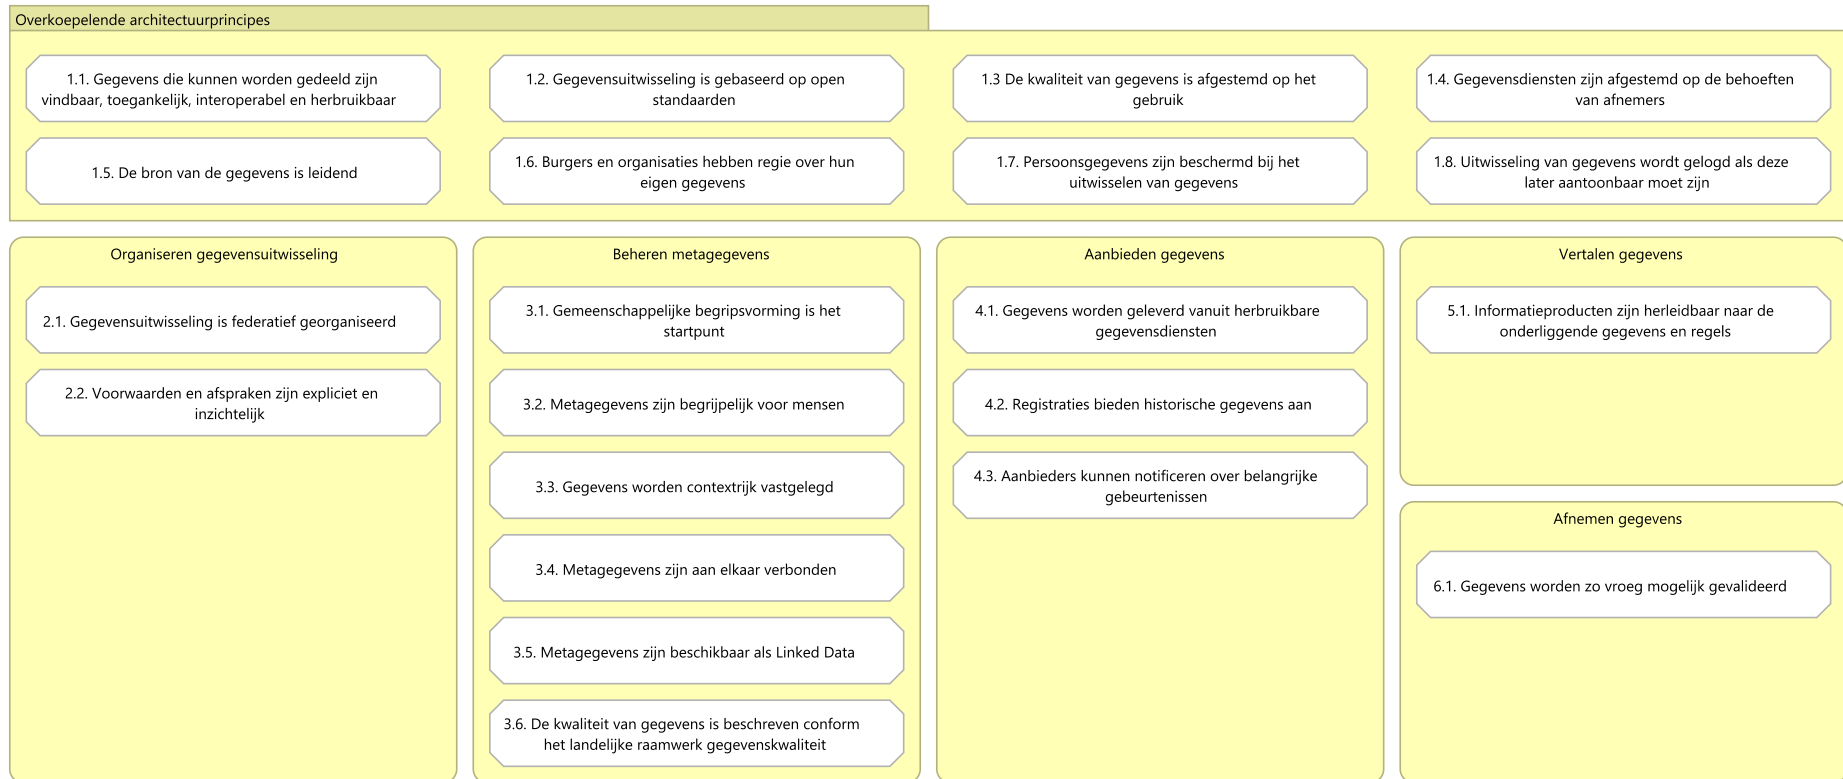 Overkoepelende architectuurprincipes
1.1. Gegevens die kunnen worden gedeeld zijn
vindbaar, toegankelijk, interoperabel en herbruikbaar
1.2. Gegevensuitwisseling is gebaseerd op open
standaarden
1.3 De kwaliteit van gegevens is afgestemd op het
gebruik
1.4. Gegevensdiensten zijn afgestemd op de behoeften
van afnemers
1.5. De bron van de gegevens is leidend
1.6. Burgers en organisaties hebben regie over hun
eigen gegevens
1.7. Persoonsgegevens zijn beschermd bij het
uitwisselen van gegevens
1.8. Uitwisseling van gegevens wordt gelogd als deze
later aantoonbaar moet zijn
Organiseren gegevensuitwisseling
2.1. Gegevensuitwisseling is federatief georganiseerd
2.2. Voorwaarden en afspraken zijn expliciet en
inzichtelijk
Beheren metagegevens
3.1. Gemeenschappelijke begripsvorming is het
startpunt
3.2. Metagegevens zijn begrijpelijk voor mensen
3.3. Gegevens worden contextrijk vastgelegd
3.4. Metagegevens zijn aan elkaar verbonden
3.5. Metagegevens zijn beschikbaar als Linked Data
3.6. De kwaliteit van gegevens is beschreven conform
het landelijke raamwerk gegevenskwaliteit
Aanbieden gegevens
4.1. Gegevens worden geleverd vanuit herbruikbare
gegevensdiensten
4.2. Registraties bieden historische gegevens aan
4.3. Aanbieders kunnen notificeren over belangrijke
gebeurtenissen
Vertalen gegevens
5.1. Informatieproducten zijn herleidbaar naar de
onderliggende gegevens en regels
Afnemen gegevens
6.1. Gegevens worden zo vroeg mogelijk gevalideerd